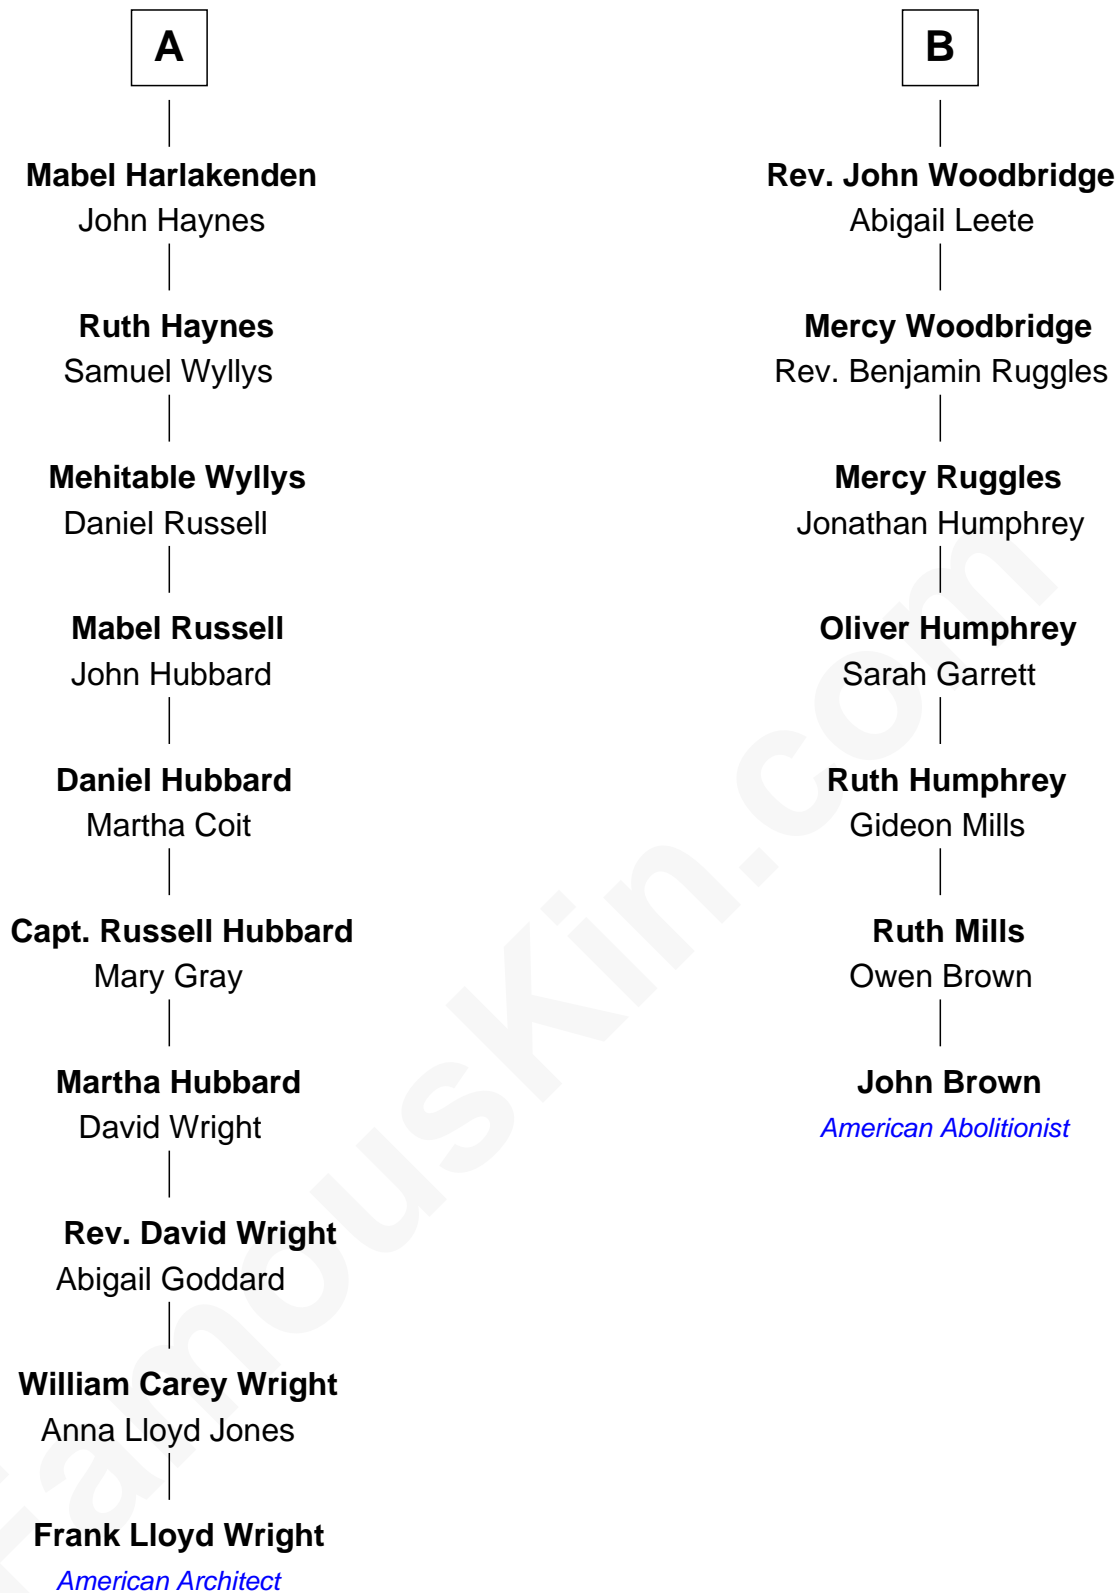 A
Mabel Harlakenden
John Haynes
Ruth Haynes
Samuel Wyllys
Mehitable Wyllys
Daniel Russell
Mabel Russell
John Hubbard
Daniel Hubbard
Martha Coit
Capt. Russell Hubbard
Mary Gray
Martha Hubbard
David Wright
Rev. David Wright
Abigail Goddard
William Carey Wright
Anna Lloyd Jones
Frank Lloyd Wright
American Architect
B
Rev. John Woodbridge
Abigail Leete
Mercy Woodbridge
Rev. Benjamin Ruggles
Mercy Ruggles
Jonathan Humphrey
Oliver Humphrey
Sarah Garrett
Ruth Humphrey
Gideon Mills
Ruth Mills
Owen Brown
John Brown
American Abolitionist
FamousKin.com